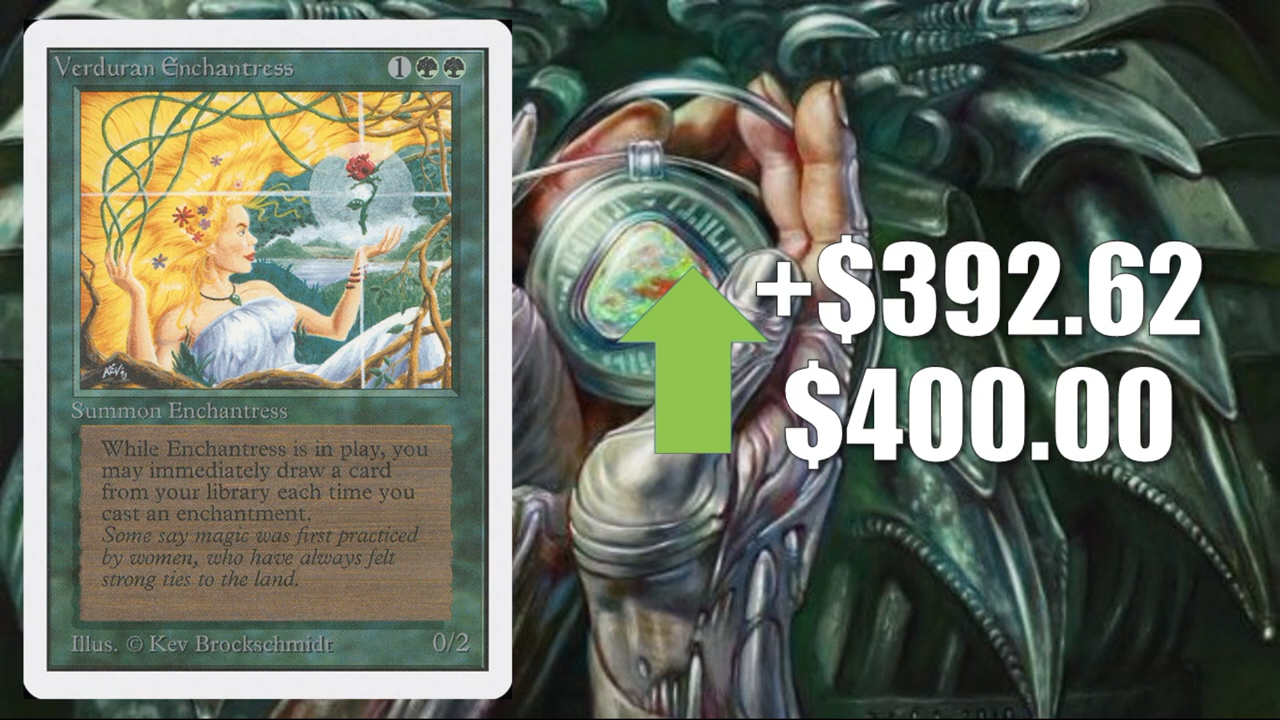 Verduran Enchantress 1
Summon Enchantress
While Enchantress is in play, you
may immediately draw a card
from your library each time you
cast an enchantment.
Some say magic was first practiced
by women, who have always felt
strong ties to the land.
Illus. © Kev Brockschmidt 0/2
+$392.62
$400.00